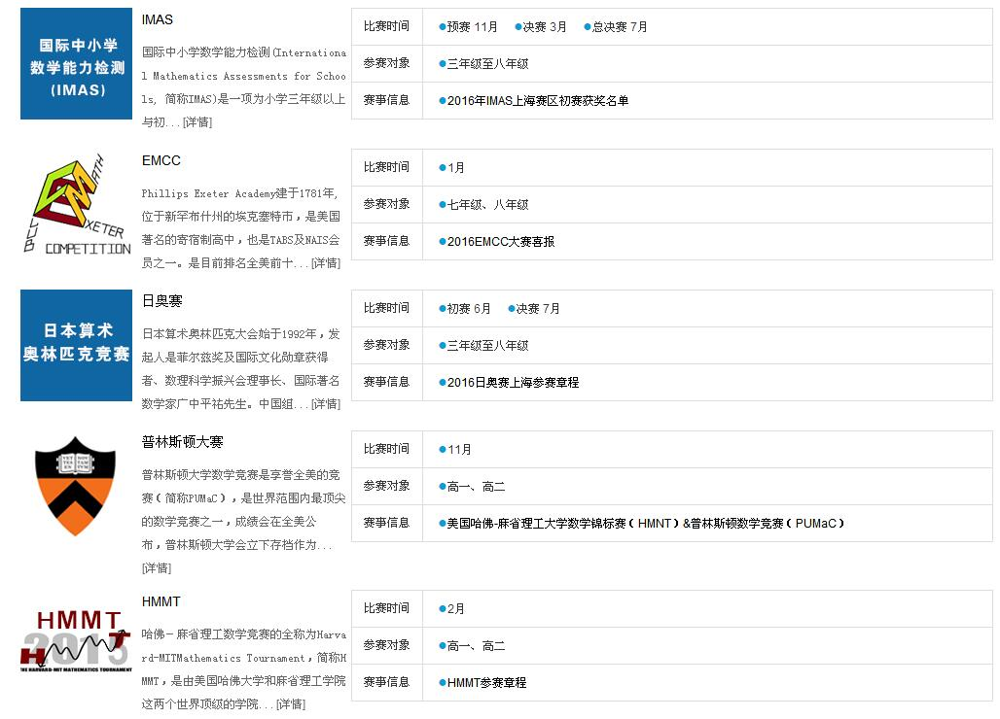 国际中小学
数学能力检测
(IMAS)
IMAS
国际中小学数学能力检测(Internationa
l Mathematics Assessments for Schoo
ls, 简称IMAS)是一项为小学三年级以上
与初...[详情]
比赛时间 ●预赛 11月 ●决赛 3月 ●总决赛 7月
参赛对象 ●三年级至八年级
赛事信息 ●2016年IMAS上海赛区初赛获奖名单
EMCC
MATH
CLUB
EXETER
COMPETITION
Phillips Exeter Academy建于1781年,
位于新罕布什州的埃克塞特市，是美国
著名的寄宿制高中，也是TABS及NAIS会
员之一。是目前排名全美前十...[详情]
比赛时间 ●1月
参赛对象 ●七年级、八年级
赛事信息 ●2016EMCC大赛喜报
日本算术
奥林匹克竞赛
日奥赛
日本算术奥林匹克大会始于1992年，发
起人是菲尔兹奖及国际文化勋章获得
者、数理科学振兴会理事长、国际著名
数学家广中平祐先生。中国组...[详情]
比赛时间 ●初赛 6月 ●决赛 7月
参赛对象 ●三年级至八年级
赛事信息 ●2016日奥赛上海参赛章程
普林斯顿大赛
普林斯顿大学数学竞赛是享誉全美的竞
赛（简称PUMaC），是世界范围内最顶尖
的数学竞赛之一，成绩会在全美公
布，普林斯顿大学会立下存档作为...
[详情]
比赛时间 ●11月
参赛对象 ●高一、高二
赛事信息 ●美国哈佛-麻省理工大学数学锦标赛（HMNT）&普林斯顿数学竞赛（PUMaC）
HMMT
2015
THE HARVARD-MIT MATHEMATICS TOURNAMENT
HMMT
哈佛－麻省理工数学竞赛的全称为Harva
rd-MITMathematics Tournament，简称H
MMT，是由美国哈佛大学和麻省理工学院
这两个世界顶级的学院...[详情]
比赛时间 ●2月
参赛对象 ●高一、高二
赛事信息 ●HMMT参赛章程